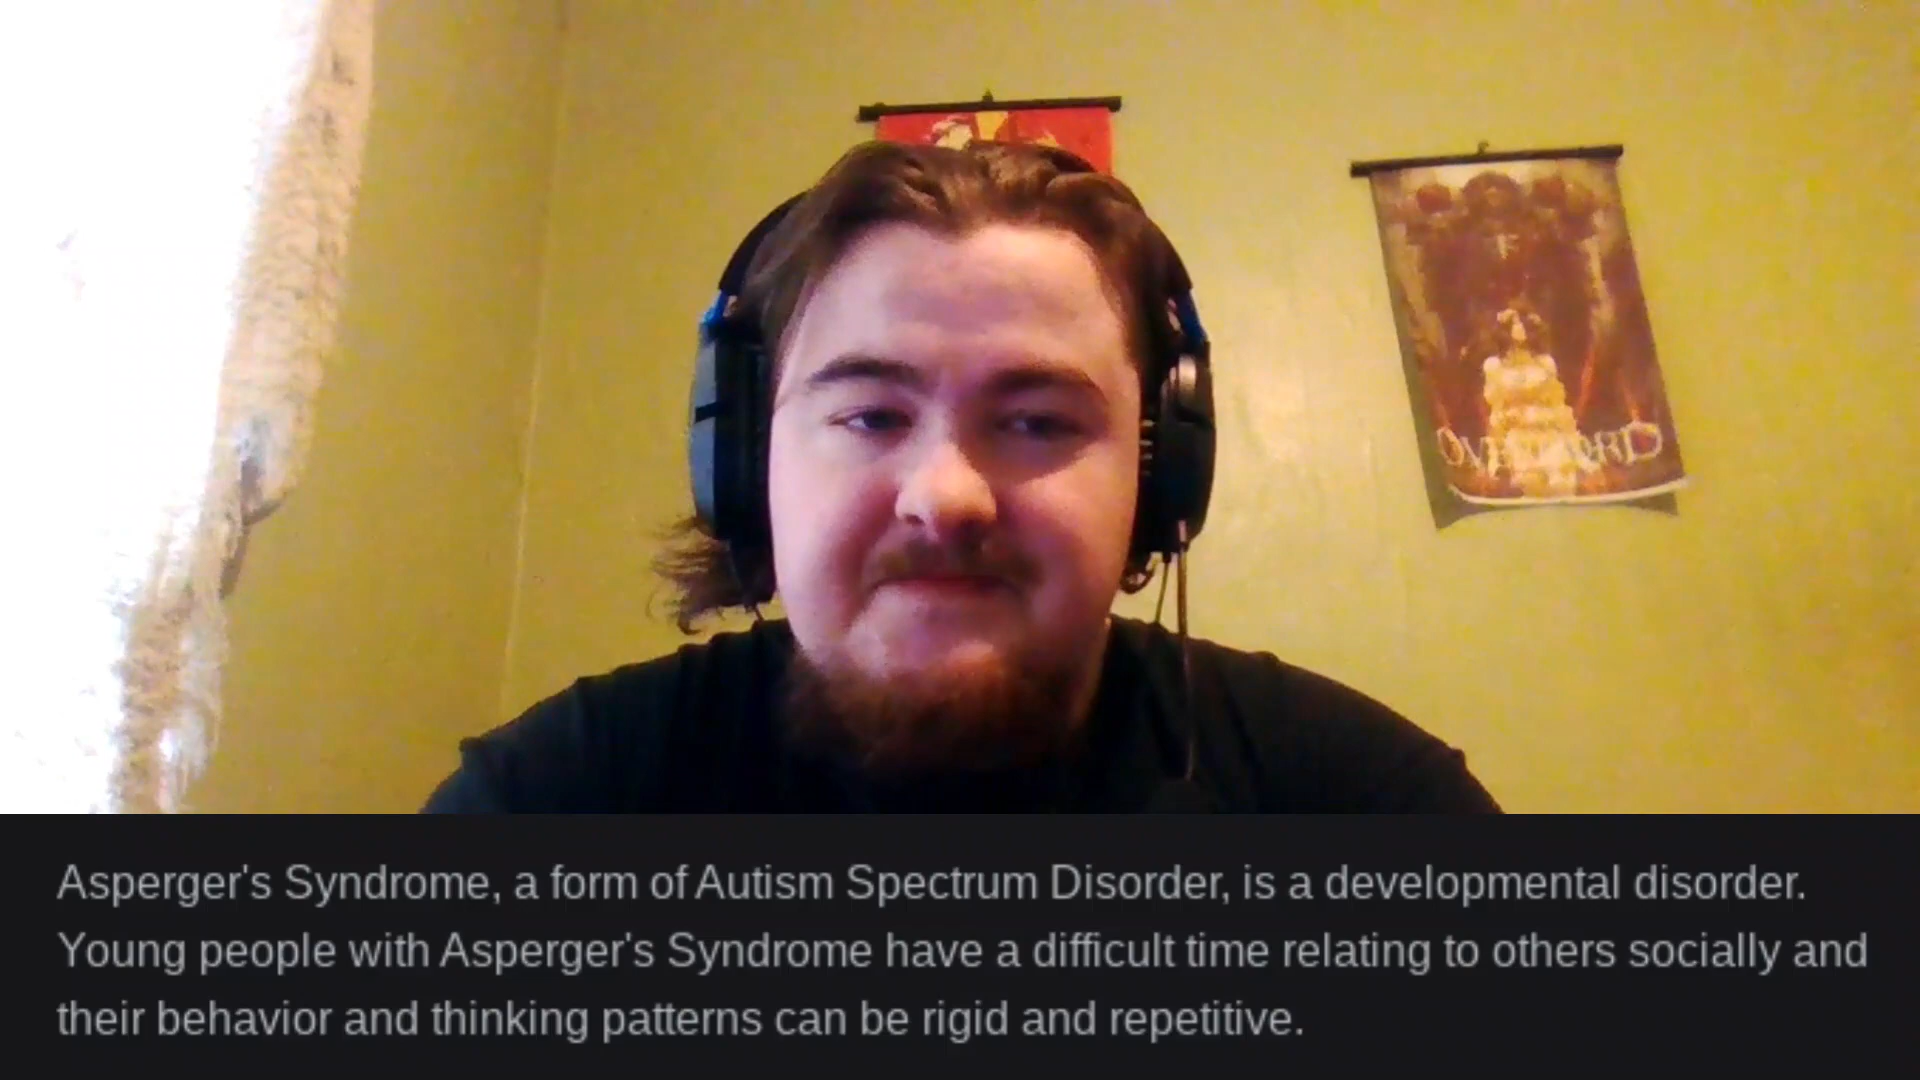 OVERLORD
Asperger's Syndrome, a form of Autism Spectrum Disorder, is a developmental disorder.
Young people with Asperger's Syndrome have a difficult time relating to others socially and
their behavior and thinking patterns can be rigid and repetitive.